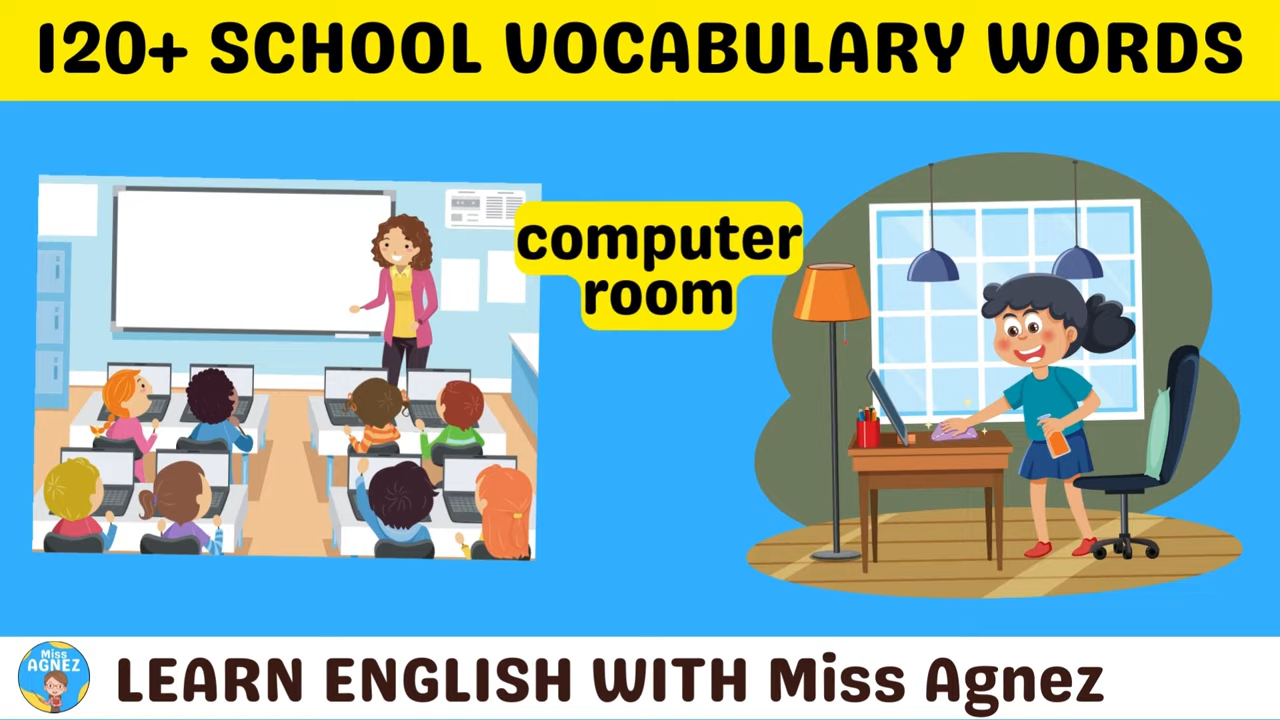 120+ SCHOOL VOCABULARY WORDS
computer
room
Miss
AGNEZ
LEARN ENGLISH WITH Miss Agnez